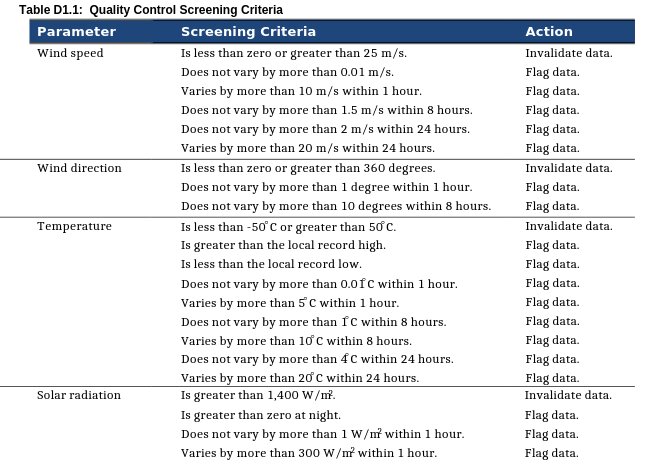 Table D1.1: Quality Control Screening Criteria
Parameter Screening Criteria Action
Wind speed Is less than zero or greater than 25 m/s. Invalidate data.
Does not vary by more than 0.01 m/s. Flag data.
Varies by more than 10 m/s within 1 hour. Flag data.
Does not vary by more than 1.5 m/s within 8 hours. Flag data.
Does not vary by more than 2 m/s within 24 hours. Flag data.
Varies by more than 20 m/s within 24 hours. Flag data.
Wind direction Is less than zero or greater than 360 degrees. Invalidate data.
Does not vary by more than 1 degree within 1 hour. Flag data.
Does not vary by more than 10 degrees within 8 hours. Flag data.
Temperature Is less than -50°C or greater than 50°C. Invalidate data.
Is greater than the local record high. Flag data.
Is less than the local record low. Flag data.
Does not vary by more than 0.01°C within 1 hour. Flag data.
Varies by more than 5°C within 1 hour. Flag data.
Does not vary by more than 1°C within 8 hours. Flag data.
Varies by more than 10°C within 8 hours. Flag data.
Does not vary by more than 4°C within 24 hours. Flag data.
Varies by more than 20°C within 24 hours. Flag data.
Solar radiation Is greater than 1,400 W/m². Invalidate data.
Is greater than zero at night. Flag data.
Does not vary by more than 1 W/m² within 1 hour. Flag data.
Varies by more than 300 W/m² within 1 hour. Flag data.